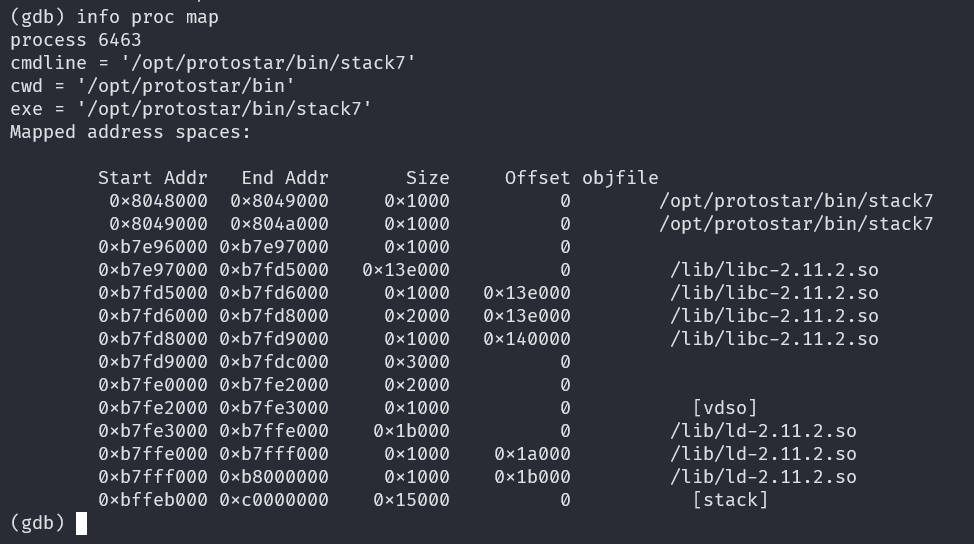 (gdb) info proc map
process 6463
cmdline = '/opt/protostar/bin/stack7'
cwd = '/opt/protostar/bin'
exe = '/opt/protostar/bin/stack7'
Mapped address spaces:
Start Addr End Addr Size Offset objfile
0x8048000 0x8049000 0x1000 0 /opt/protostar/bin/stack7
0x8049000 0x804a000 0x1000 0 /opt/protostar/bin/stack7
0xb7e96000 0xb7e97000 0x1000 0
0xb7e97000 0xb7fd5000 0x13e000 0 /lib/libc-2.11.2.so
0xb7fd5000 0xb7fd6000 0x1000 0x13e000 /lib/libc-2.11.2.so
0xb7fd6000 0xb7fd8000 0x2000 0x13e000 /lib/libc-2.11.2.so
0xb7fd8000 0xb7fd9000 0x1000 0x140000 /lib/libc-2.11.2.so
0xb7fd9000 0xb7fdc000 0x3000 0
0xb7fe0000 0xb7fe2000 0x2000 0
0xb7fe2000 0xb7fe3000 0x1000 0 [vdso]
0xb7fe3000 0xb7ffe000 0x1b000 0 /lib/ld-2.11.2.so
0xb7ffe000 0xb7fff000 0x1000 0x1a000 /lib/ld-2.11.2.so
0xb7fff000 0xb8000000 0x1000 0x1b000 /lib/ld-2.11.2.so
0xbffeb000 0xc0000000 0x15000 0 [stack]
(gdb)